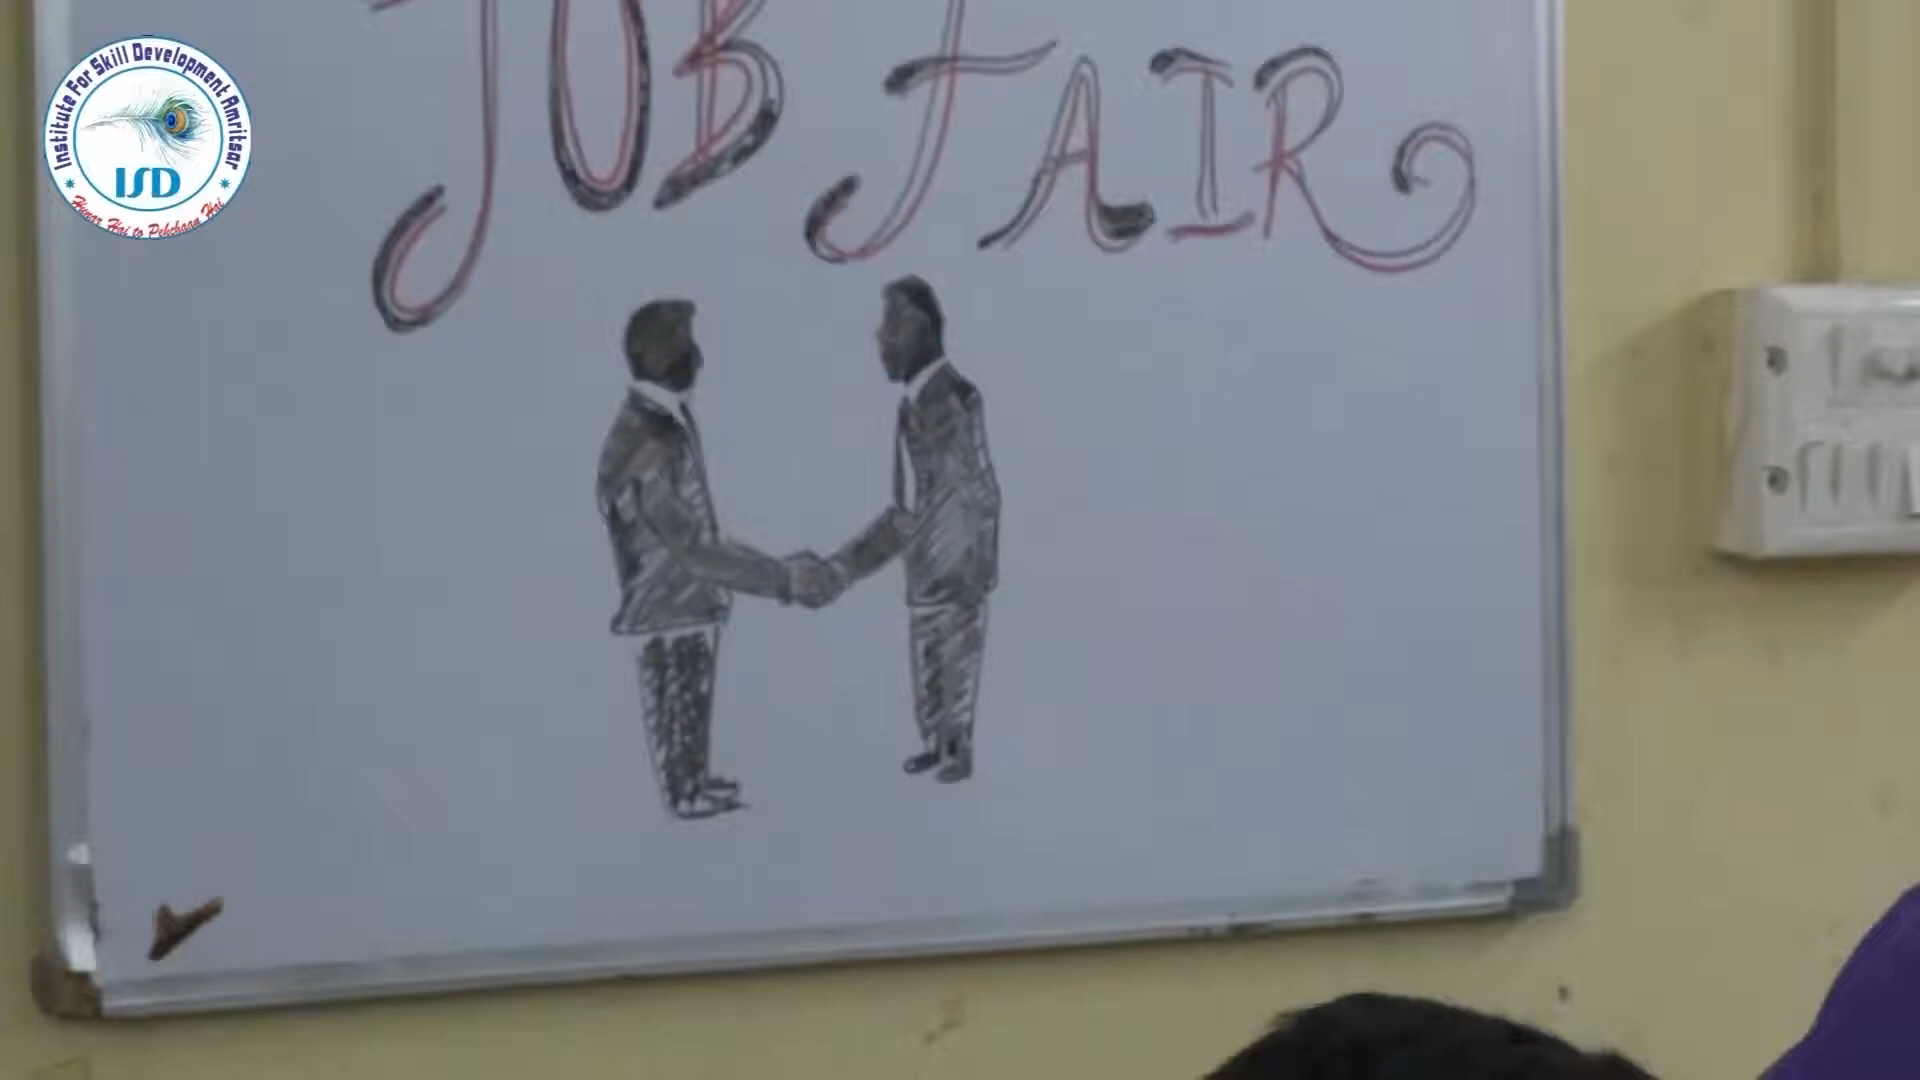 JOB FAIR
Institute For Skill Development Amritsar
ISD
Hunar Hai to Pehchaan Hai